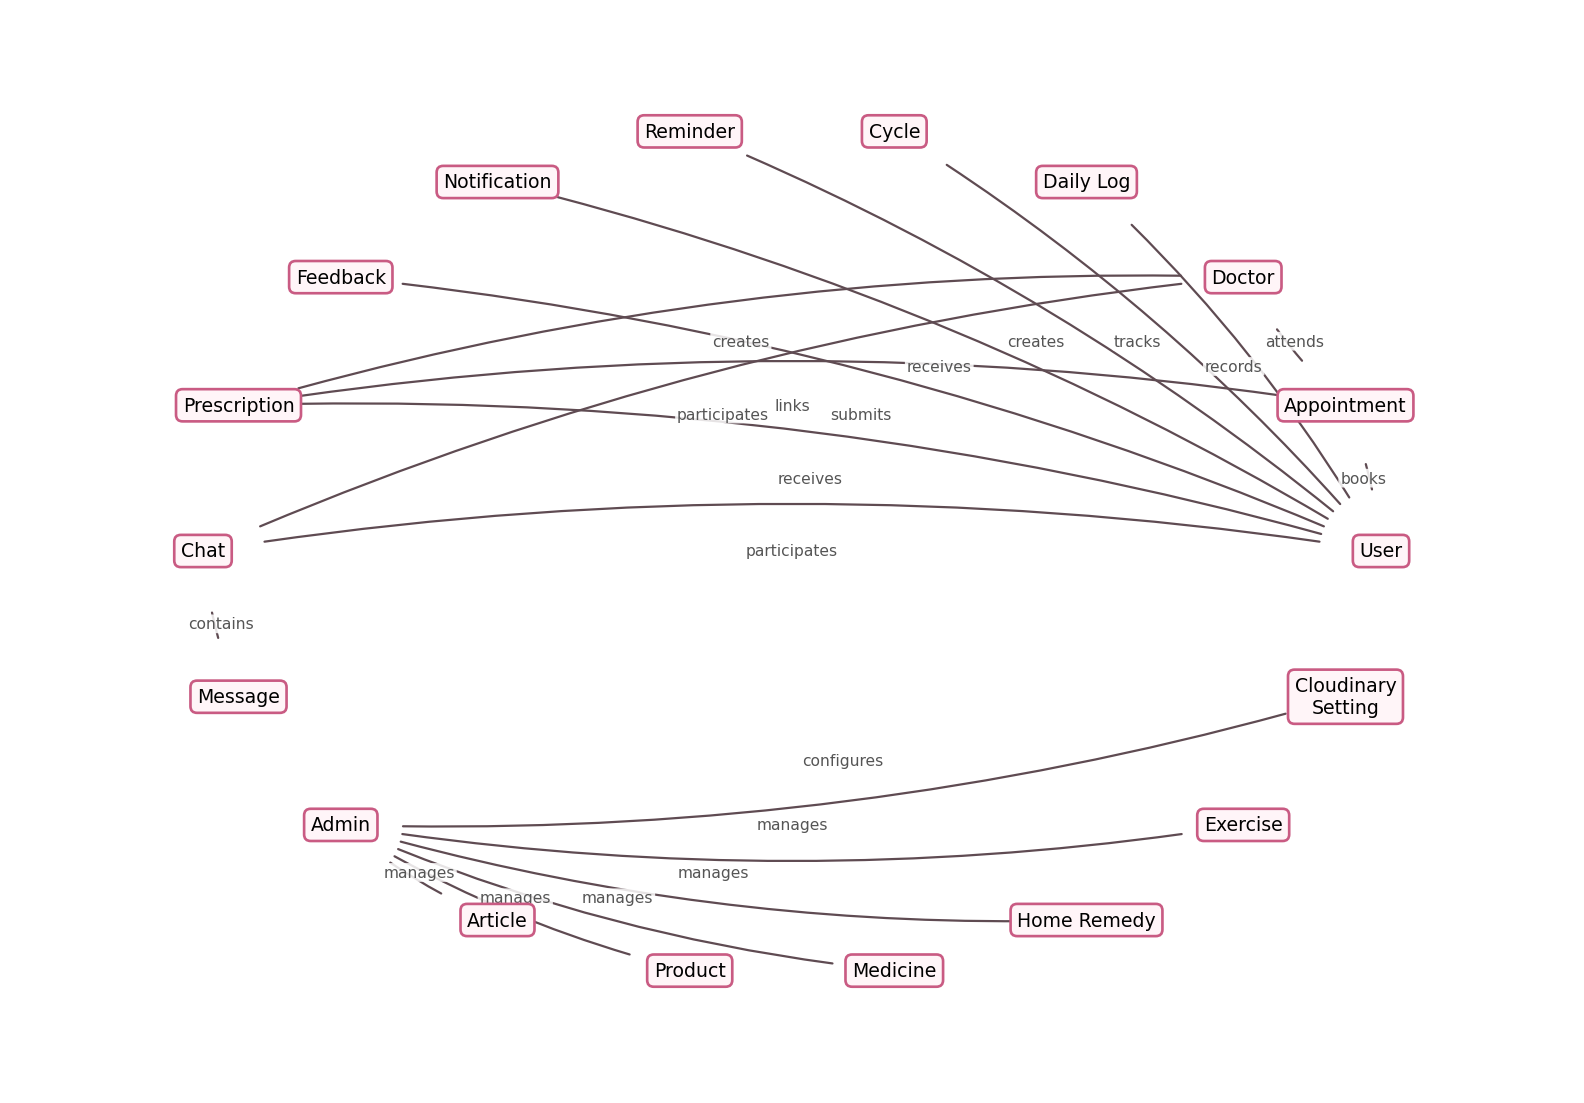 Reminder
Cycle
Notification
Daily Log
Feedback
Doctor
creates
creates
tracks
attends
receives
records
Prescription
links
Appointment
participates
submits
receives
books
Chat
participates
User
contains
Message
Cloudinary
Setting
configures
Admin
manages
Exercise
manages
manages
manages
manages
Article
Home Remedy
Product
Medicine